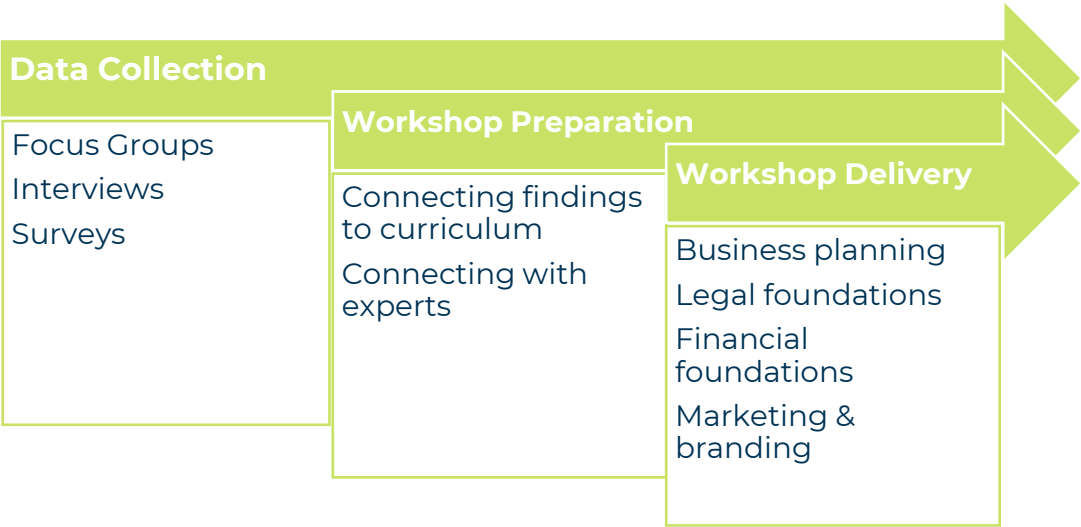 Data Collection
Focus Groups
Interviews
Surveys
Workshop Preparation
Connecting findings
to curriculum
Connecting with
experts
Workshop Delivery
Business planning
Legal foundations
Financial
foundations
Marketing &
branding